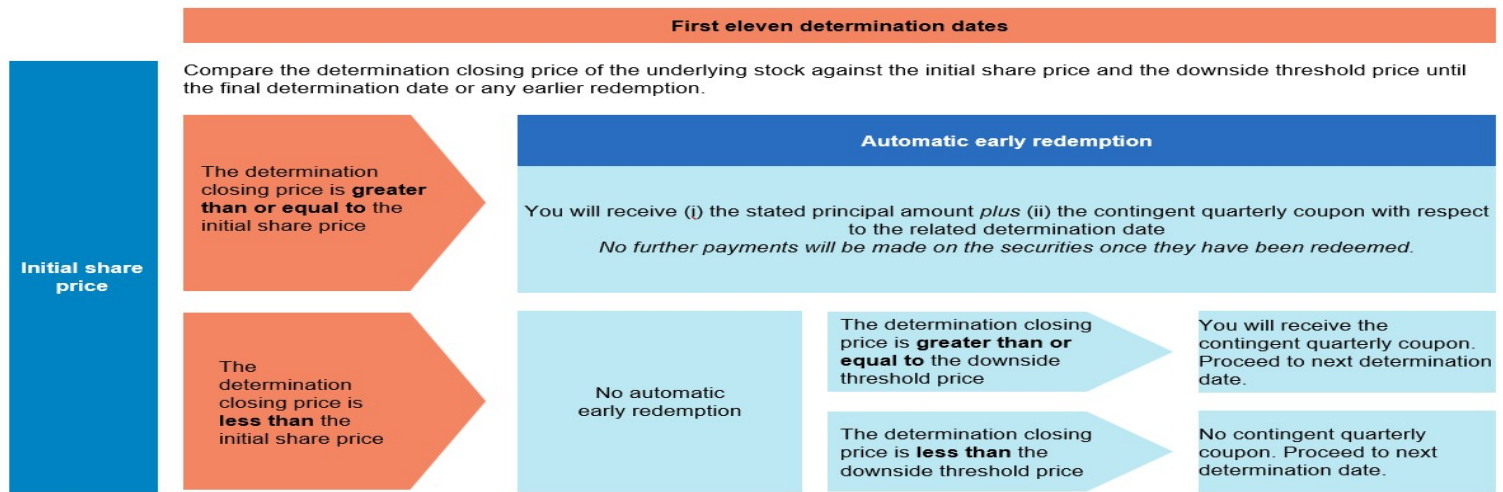 First eleven determination dates
Compare the determination closing price of the underlying stock against the initial share price and the downside threshold price until
the final determination date or any earlier redemption.
Initial share
price
The determination
closing price is greater
than or equal to the
initial share price
Automatic early redemption
You will receive (i) the stated principal amount plus (ii) the contingent quarterly coupon with respect
to the related determination date
No further payments will be made on the securities once they have been redeemed.
The
determination
closing price is
less than the
initial share price
No automatic
early redemption
The determination closing
price is greater than or
equal to the downside
threshold price
You will receive the
contingent quarterly coupon.
Proceed to next determination
date.
The determination closing
price is less than the
downside threshold price
No contingent quarterly
coupon. Proceed to next
determination date.